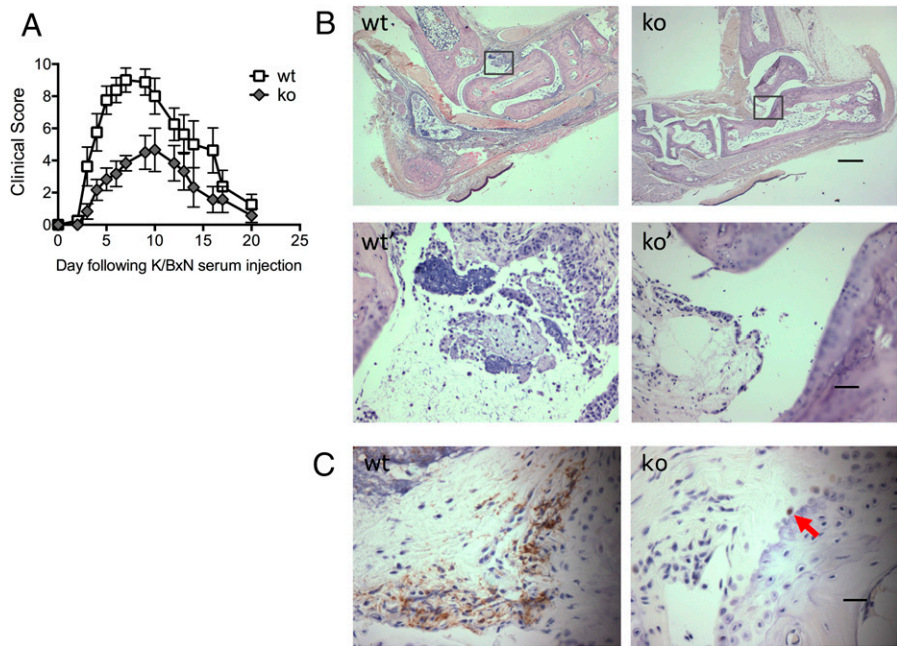 A
Clinical Score
10
8
6
4
2
0
wt
ko
0 5 10 15 20 25
Day following K/BxN serum injection
B
wt
ko
wt'
ko'
C
wt
ko